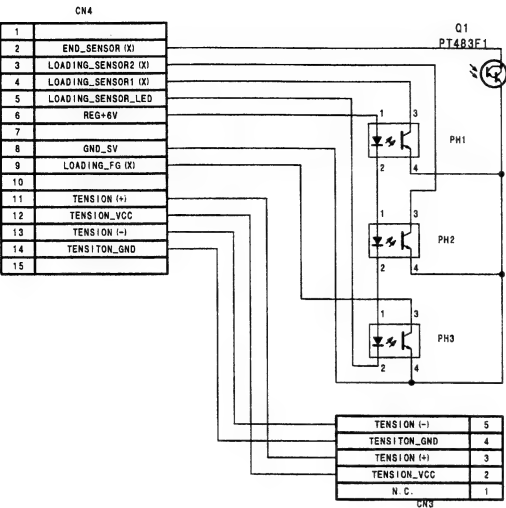 CN4
1
2 END_SENSOR (X)
3 LOADING_SENSOR2 (X)
4 LOADING_SENSOR1 (X)
5 LOADING_SENSOR_LED
6 REG+6V
7
8 GND_SV
9 LOADING_FG (X)
10
11 TENSION (+)
12 TENSION_VCC
13 TENSION (-)
14 TENSITON_GND
15
Q1
PT483F1
1 3
PH1
2 4
1 3
PH2
2 4
1 3
PH3
2 4
TENSION (-) 5
TENSITON_GND 4
TENSION (+) 3
TENSION_VCC 2
N.C. 1
CN3